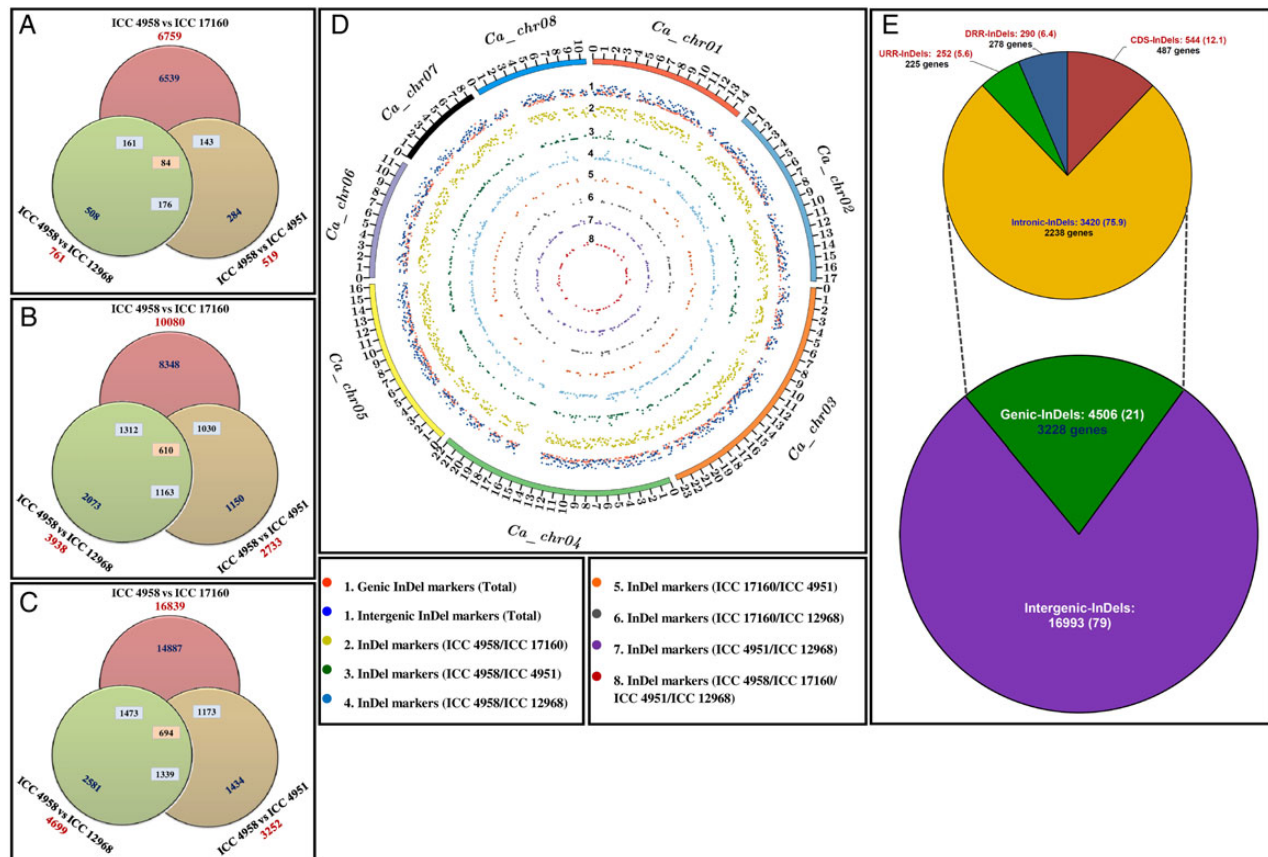 A
ICC 4958 vs ICC 17160
6759
6539
161
143
84
176
508
284
ICC 4958 vs ICC 12968
761
ICC 4958 vs ICC 4951
519
B
ICC 4958 vs ICC 17160
10080
8348
1312
1030
610
1163
2073
1150
ICC 4958 vs ICC 12968
3938
ICC 4958 vs ICC 4951
2733
C
ICC 4958 vs ICC 17160
16839
14887
1473
1173
694
1339
2581
1434
ICC 4958 vs ICC 12968
4699
ICC 4958 vs ICC 4951
3252
D
Ca_chr01
Ca_chr02
Ca_chr03
Ca_chr04
Ca_chr05
Ca_chr06
Ca_chr07
Ca_chr08
1
2
3
4
5
6
7
8
1. Genic InDel markers (Total)
1. Intergenic InDel markers (Total)
2. InDel markers (ICC 4958/ICC 17160)
3. InDel markers (ICC 4958/ICC 4951)
4. InDel markers (ICC 4958/ICC 12968)
5. InDel markers (ICC 17160/ICC 4951)
6. InDel markers (ICC 17160/ICC 12968)
7. InDel markers (ICC 4951/ICC 12968)
8. InDel markers (ICC 4958/ICC 17160/
ICC 4951/ICC 12968)
E
DRR-InDels: 290 (6.4)
278 genes
URR-InDels: 252 (5.6)
225 genes
CDS-InDels: 544 (12.1)
487 genes
Intronic-InDels: 3420 (75.9)
2238 genes
Genic-InDels: 4506 (21)
3228 genes
Intergenic-InDels:
16993 (79)